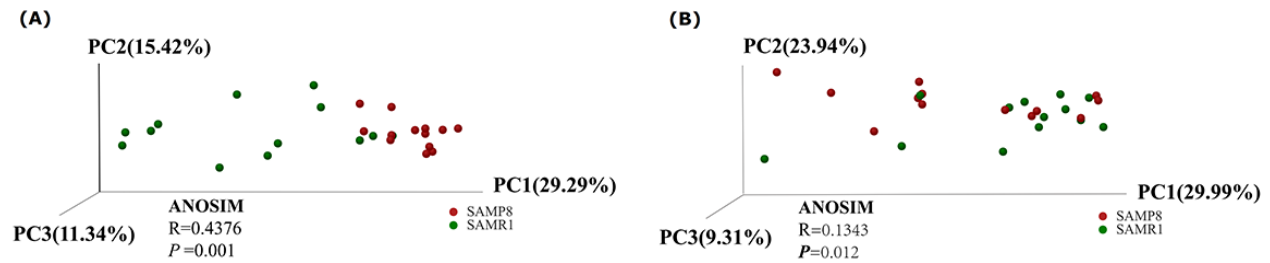 (A)
PC2(15.42%)
PC1(29.29%)
PC3(11.34%)
ANOSIM
R=0.4376
P =0.001
SAMP8
SAMR1
(B)
PC2(23.94%)
PC1(29.99%)
PC3(9.31%)
ANOSIM
R=0.1343
P=0.012
SAMP8
SAMR1